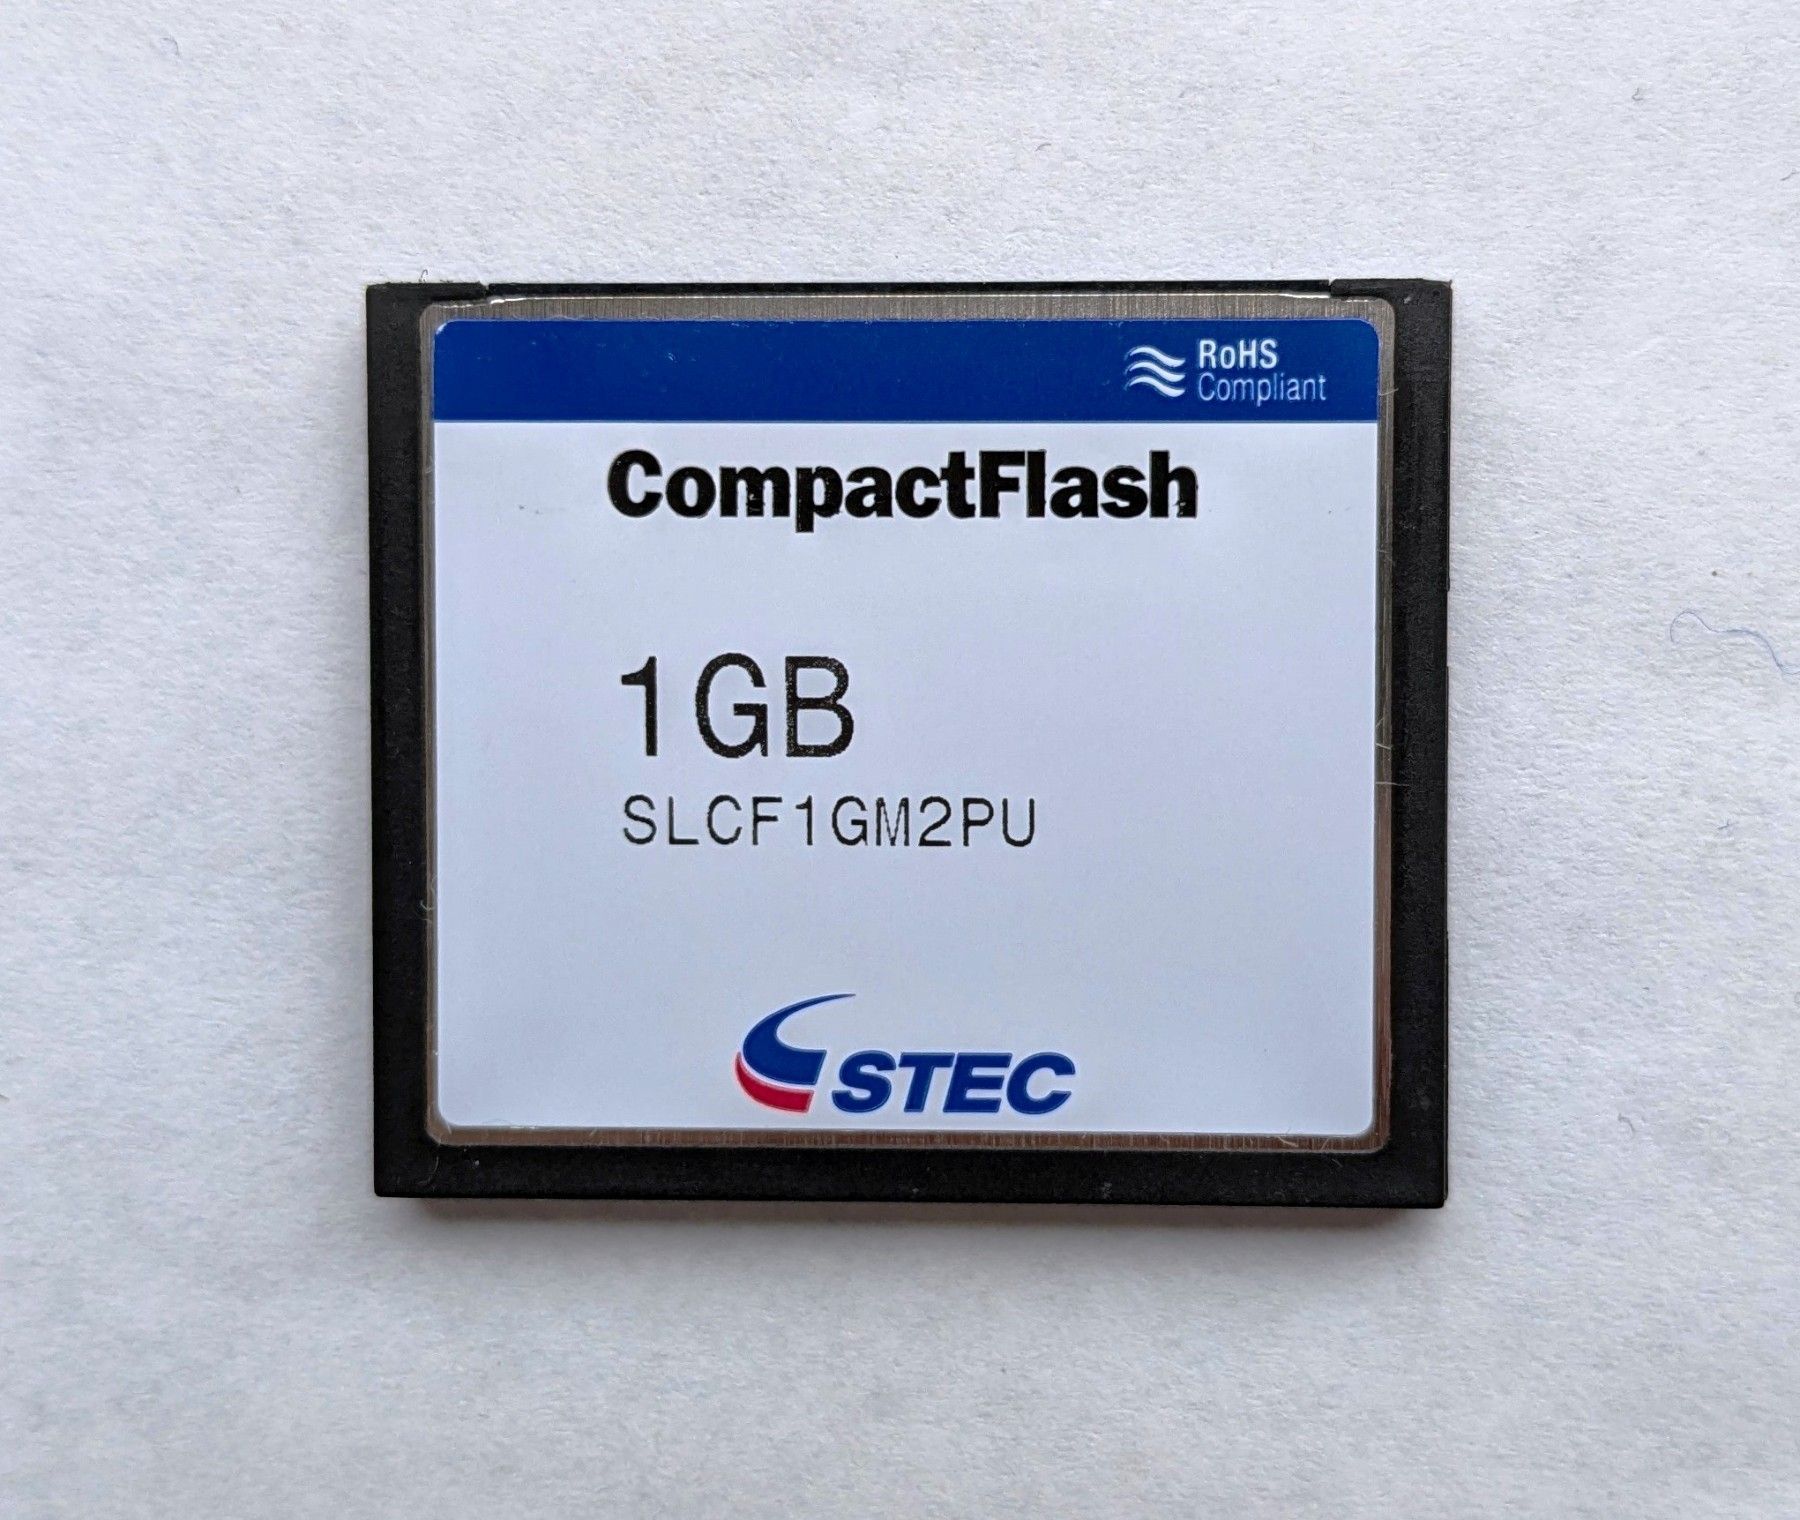 RoHS
Compliant
CompactFlash
1GB
SLCF1GM2PU
STEC